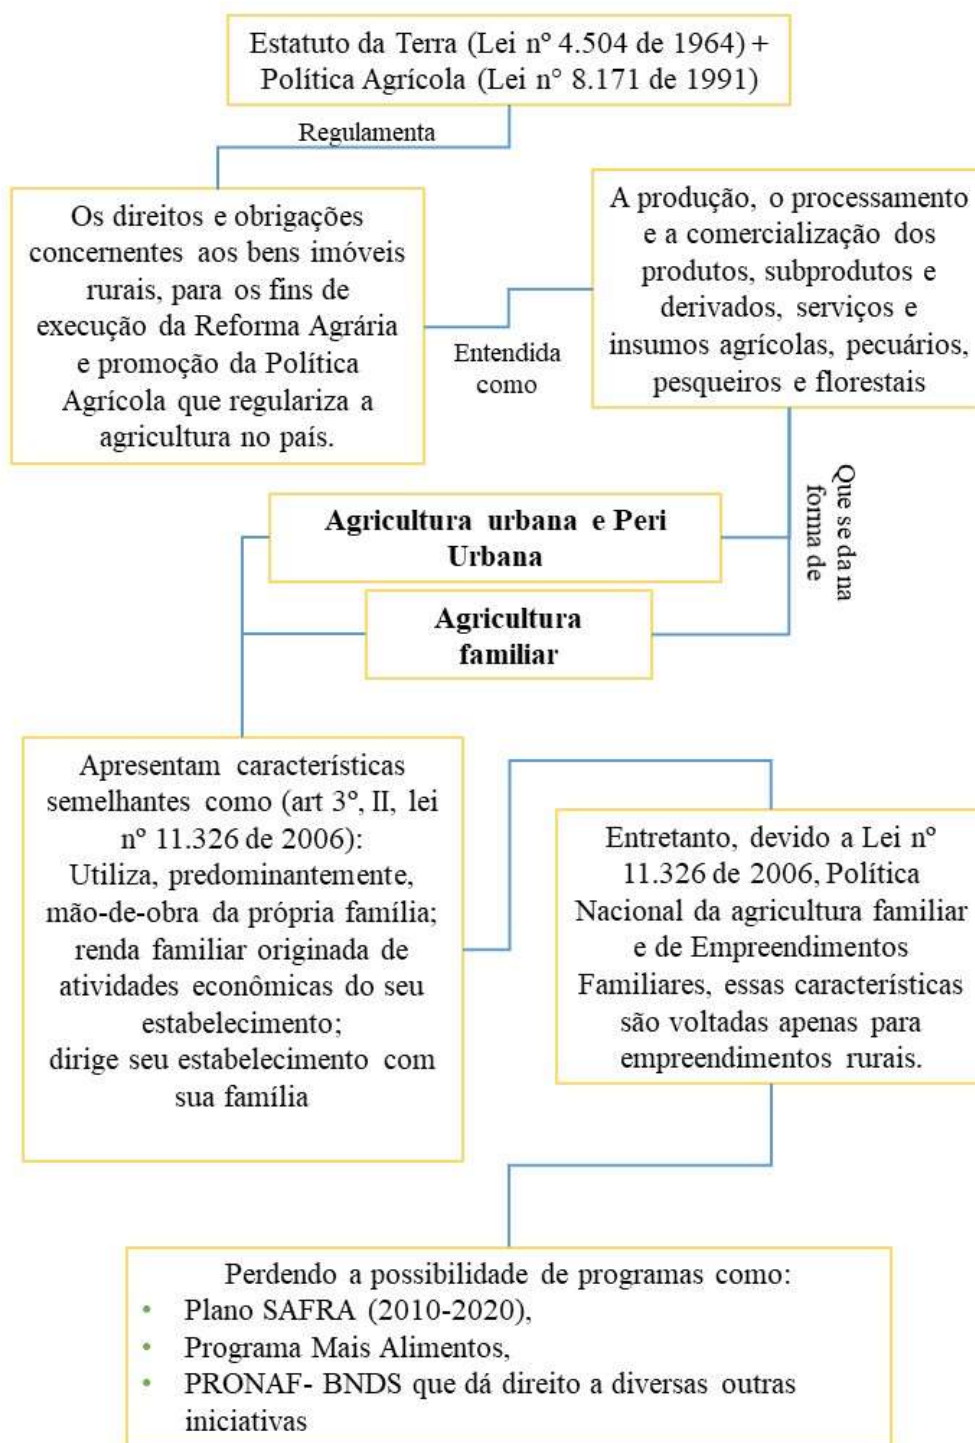 Estatuto da Terra (Lei nº 4.504 de 1964) +
Política Agrícola (Lei n° 8.171 de 1991)
Regulamenta
Os direitos e obrigações
concernentes aos bens imóveis
rurais, para os fins de
execução da Reforma Agrária
e promoção da Política
Agrícola que regulariza a
agricultura no país.
Entendida
como
A produção, o processamento
e a comercialização dos
produtos, subprodutos e
derivados, serviços e
insumos agrícolas, pecuários,
pesqueiros e florestais
Que se da na
forma de
Agricultura urbana e Peri
Urbana
Agricultura
familiar
Apresentam características
semelhantes como (art 3º, II, lei
nº 11.326 de 2006):
Utiliza, predominantemente,
mão-de-obra da própria família;
renda familiar originada de
atividades econômicas do seu
estabelecimento;
dirige seu estabelecimento com
sua família
Entretanto, devido a Lei nº
11.326 de 2006, Política
Nacional da agricultura familiar
e de Empreendimentos
Familiares, essas características
são voltadas apenas para
empreendimentos rurais.
Perdendo a possibilidade de programas como:
• Plano SAFRA (2010-2020),
• Programa Mais Alimentos,
• PRONAF- BNDS que dá direito a diversas outras
iniciativas